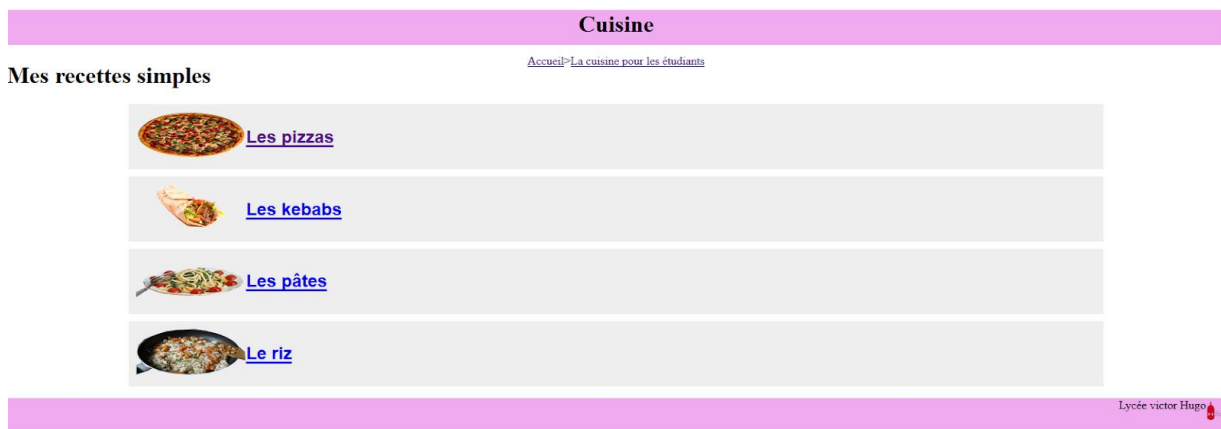 Cuisine
Accueil>La cuisine pour les étudiants
Mes recettes simples
Les pizzas
Les kebabs
Les pâtes
Le riz
Lycée victor Hugo